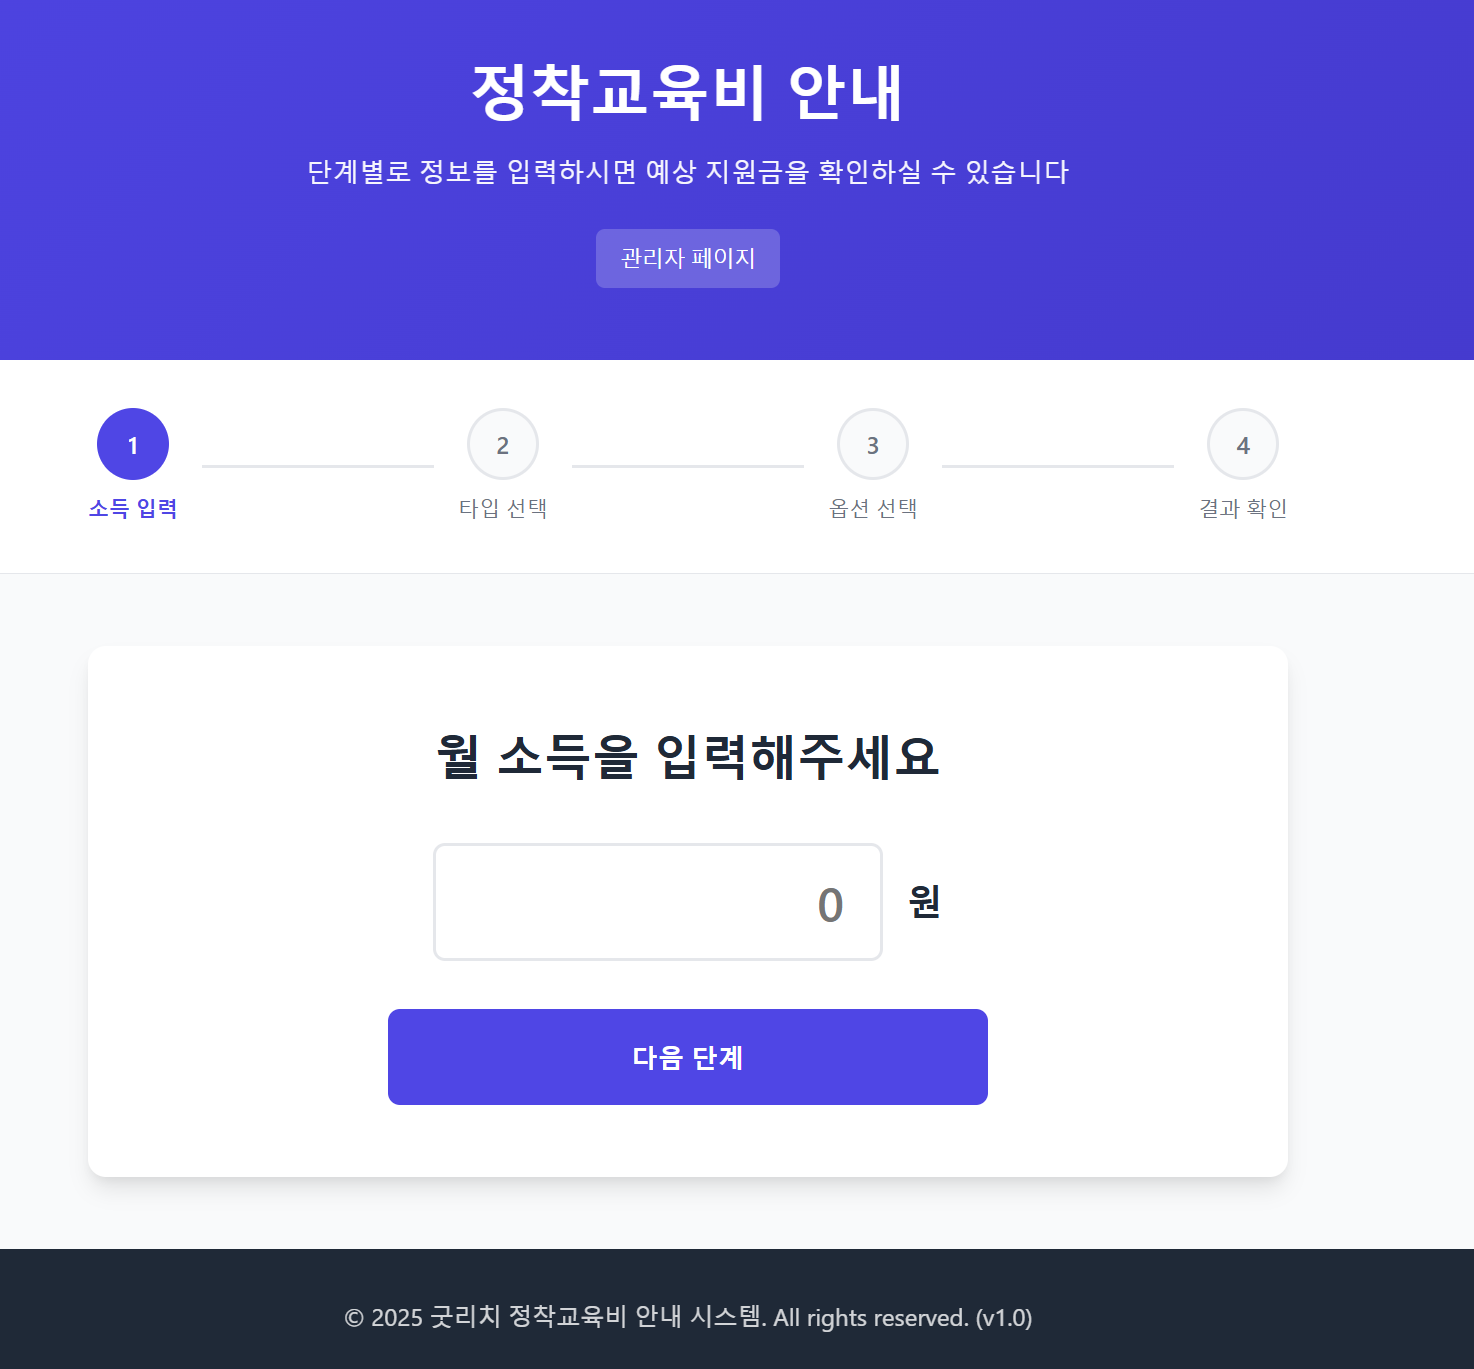 정착교육비 안내
단계별로 정보를 입력하시면 예상 지원금을 확인하실 수 있습니다
관리자 페이지
1
소득 입력
2
타입 선택
3
옵션 선택
4
결과 확인
월 소득을 입력해주세요
0 원
다음 단계
© 2025 굿리치 정착교육비 안내 시스템. All rights reserved. (v1.0)